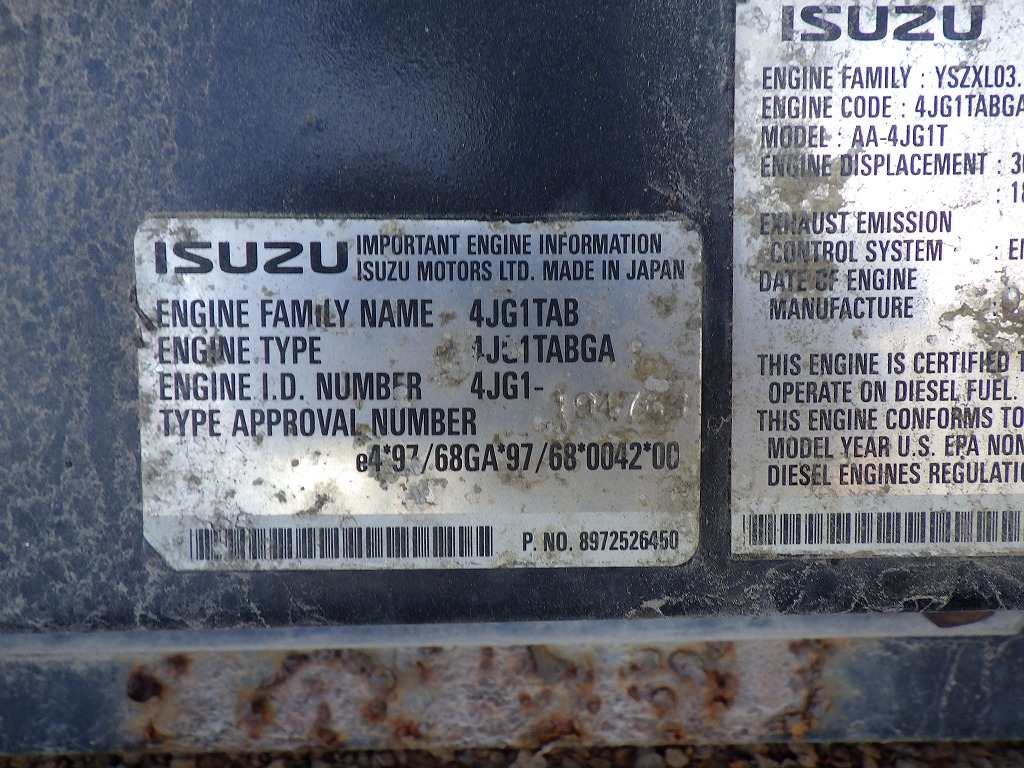 ISUZU IMPORTANT ENGINE INFORMATION
ISUZU MOTORS LTD. MADE IN JAPAN
ENGINE FAMILY NAME 4JG1TAB
ENGINE TYPE 4JG1TABGA
ENGINE I.D. NUMBER 4JG1-
TYPE APPROVAL NUMBER
e4*97/68GA*97/68*0042*00
P. NO. 8972526450
ISUZU
ENGINE FAMILY : YSZXL03.
ENGINE CODE : 4JG1TABGA
MODEL : AA-4JG1T
ENGINE DISPLACEMENT : 
: 18
EXHAUST EMISSION
CONTROL SYSTEM :
DATE OF ENGINE
MANUFACTURE
THIS ENGINE IS CERTIFIED T
OPERATE ON DIESEL FUEL.
THIS ENGINE CONFORMS TO
MODEL YEAR U.S. EPA NON
DIESEL ENGINES REGULATI